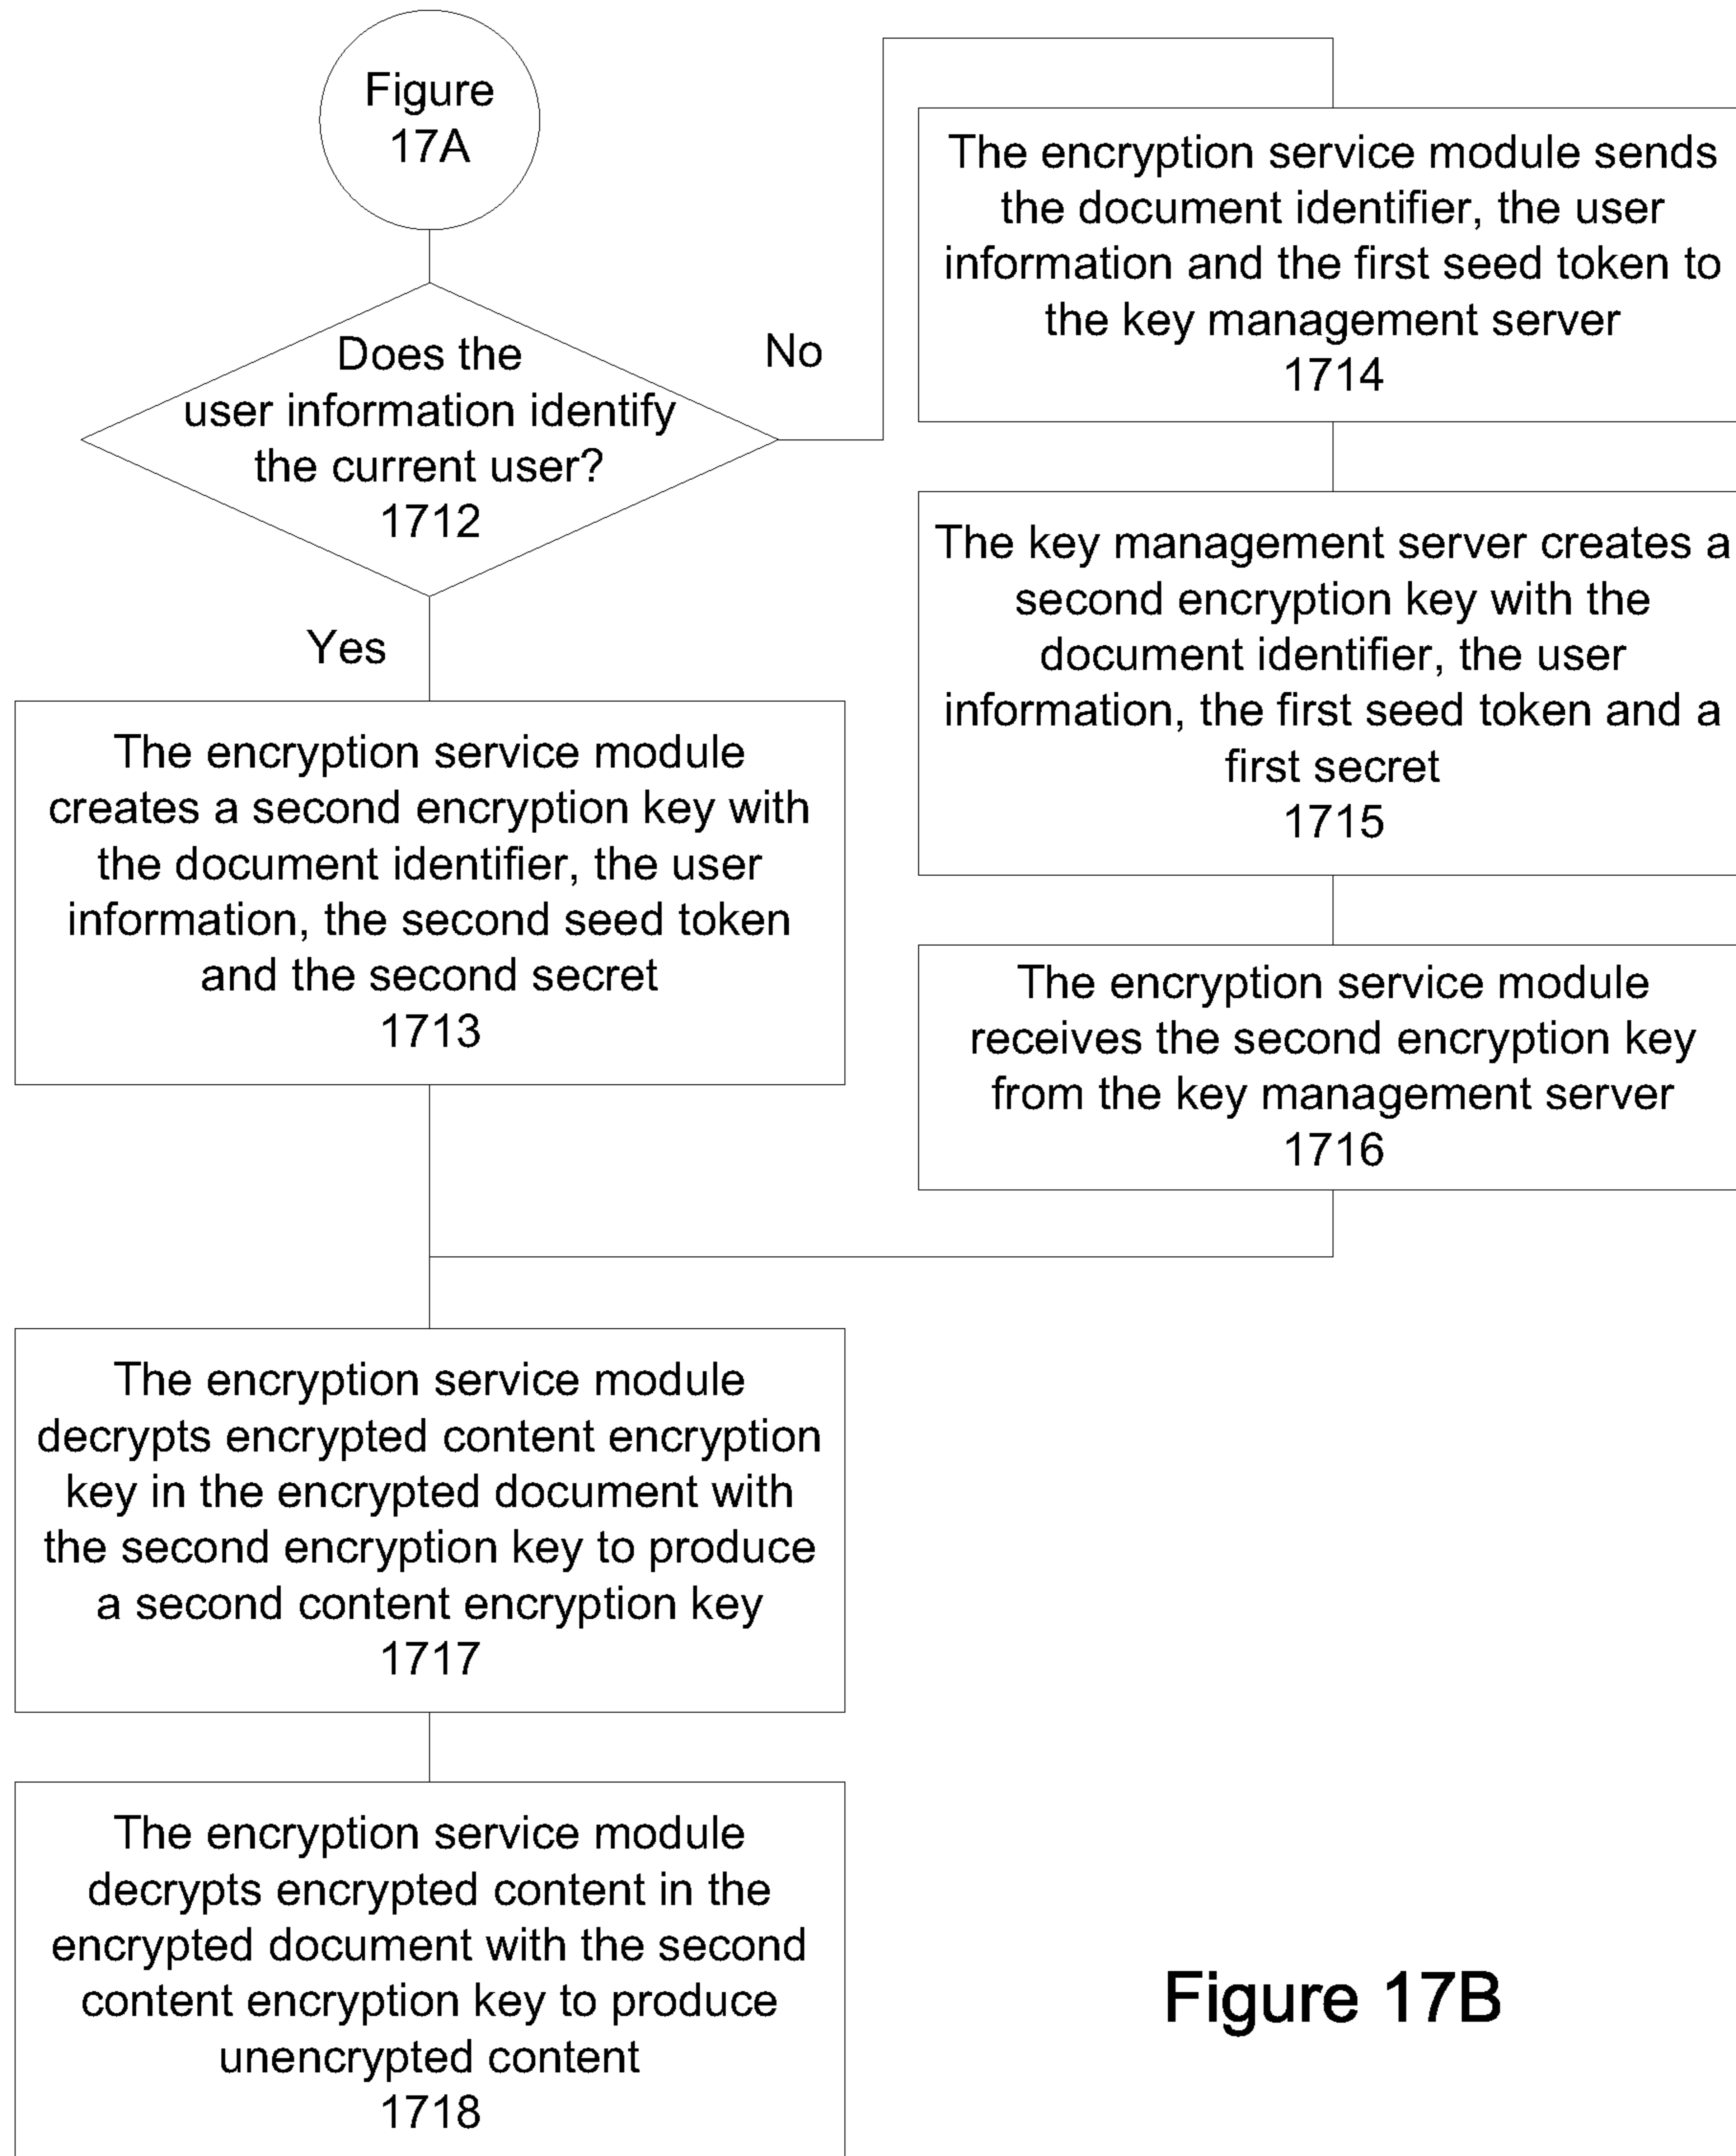 Figure
17A
Does the
user information identify
the current user?
1712
No
Yes
The encryption service module
creates a second encryption key with
the document identifier, the user
information, the second seed token
and the second secret
1713
The encryption service module sends
the document identifier, the user
information and the first seed token to
the key management server
1714
The key management server creates a
second encryption key with the
document identifier, the user
information, the first seed token and a
first secret
1715
The encryption service module
receives the second encryption key
from the key management server
1716
The encryption service module
decrypts encrypted content encryption
key in the encrypted document with
the second encryption key to produce
a second content encryption key
1717
The encryption service module
decrypts encrypted content in the
encrypted document with the second
content encryption key to produce
unencrypted content
1718
Figure 17B